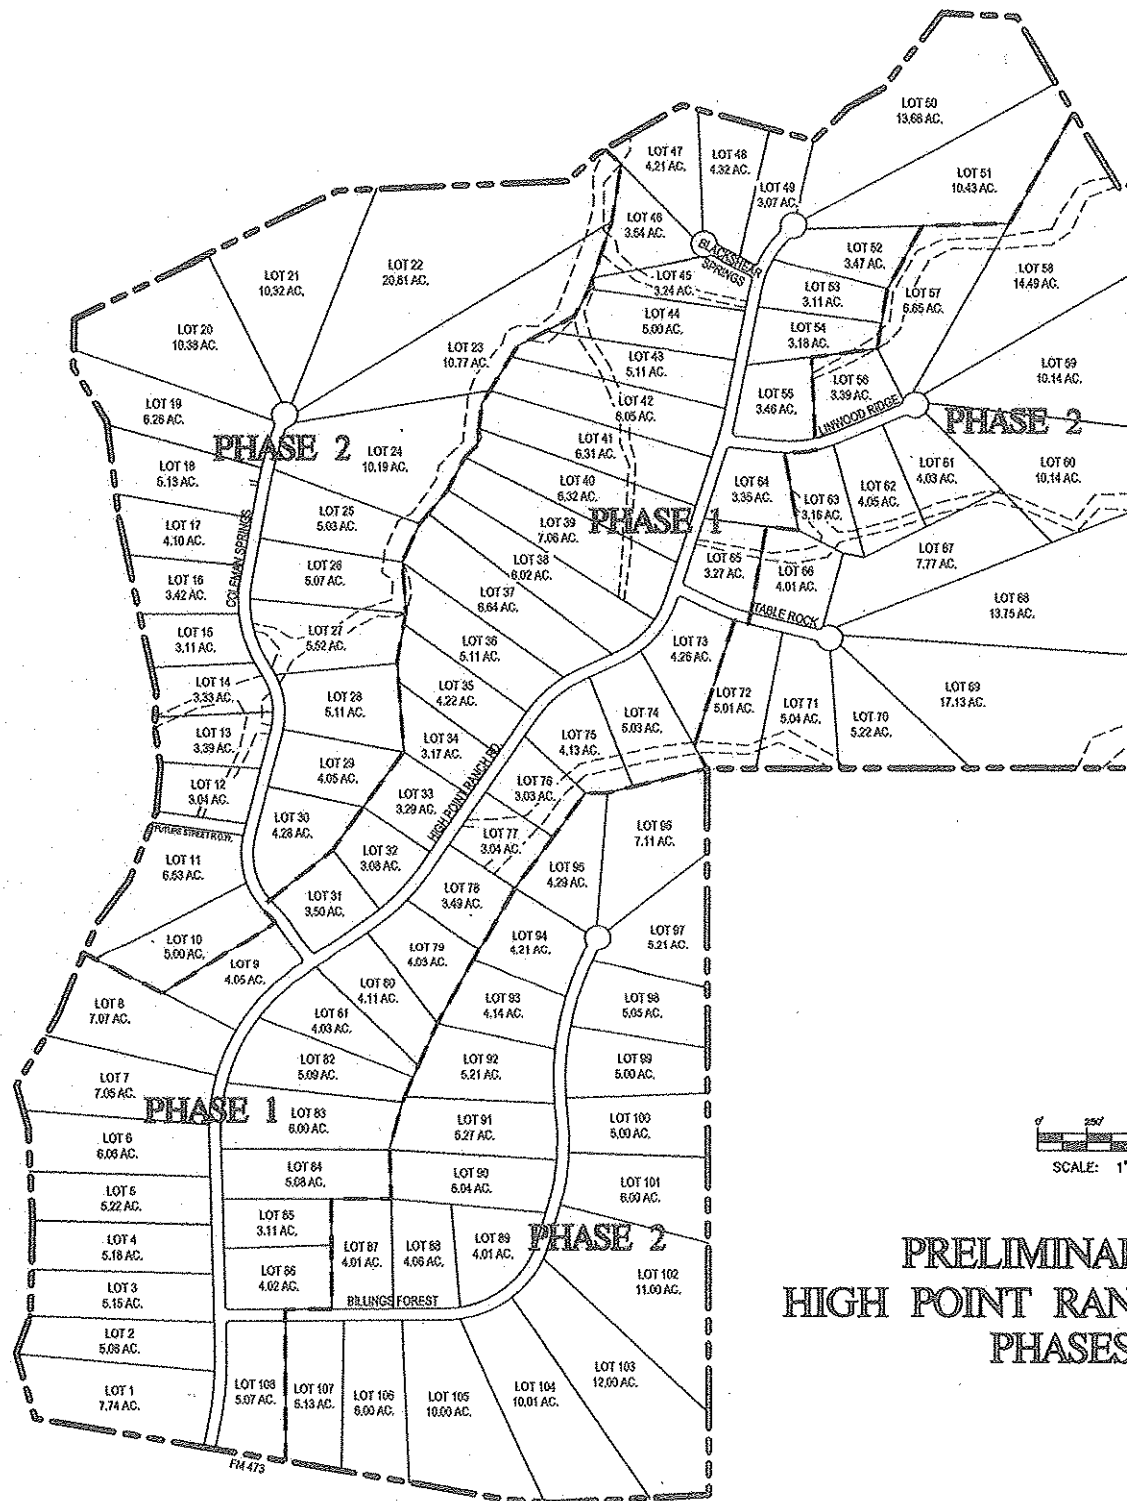 LOT 50
13.68 AC.
LOT 47
4.21 AC.
LOT 48
4.32 AC.
LOT 49
3.07 AC.
LOT 51
10.43 AC.
LOT 46
3.54 AC.
BLACKSHEAR
SPRINGS
LOT 52
3.47 AC.
LOT 21
10.32 AC.
LOT 22
20.81 AC.
LOT 45
3.24 AC.
LOT 53
3.11 AC.
LOT 57
6.65 AC.
LOT 58
14.49 AC.
LOT 20
10.38 AC.
LOT 44
5.00 AC.
LOT 54
3.18 AC.
LOT 23
10.77 AC.
LOT 43
5.11 AC.
LOT 59
10.14 AC.
LOT 42
6.05 AC.
LOT 55
3.46 AC.
LOT 56
3.39 AC.
LINWOOD RIDGE
PHASE 2
LOT 19
6.26 AC.
PHASE 2
LOT 24
10.19 AC.
LOT 41
6.31 AC.
LOT 18
5.13 AC.
LOT 40
6.32 AC.
LOT 64
3.35 AC.
LOT 63
3.16 AC.
LOT 62
4.05 AC.
LOT 61
4.03 AC.
LOT 60
10.14 AC.
LOT 17
4.10 AC.
COLEMAN SPRINGS
LOT 25
5.03 AC.
LOT 39
7.06 AC.
PHASE 1
LOT 16
3.42 AC.
LOT 26
5.07 AC.
LOT 38
6.02 AC.
LOT 65
3.27 AC.
LOT 66
4.01 AC.
LOT 67
7.77 AC.
LOT 37
6.64 AC.
LOT 68
13.75 AC.
TABLE ROCK
LOT 15
3.11 AC.
LOT 27
5.52 AC.
LOT 36
5.11 AC.
LOT 73
4.26 AC.
LOT 14
3.33 AC.
LOT 28
5.11 AC.
LOT 35
4.22 AC.
LOT 72
5.01 AC.
LOT 71
5.04 AC.
LOT 70
5.22 AC.
LOT 69
17.13 AC.
LOT 13
3.39 AC.
LOT 34
3.17 AC.
LOT 75
4.13 AC.
LOT 74
5.03 AC.
LOT 12
3.04 AC.
LOT 29
4.05 AC.
LOT 33
3.29 AC.
HIGH POINT RANCH RD
LOT 76
3.03 AC.
FUTURE STREET R.O.W.
LOT 30
4.28 AC.
LOT 32
3.08 AC.
LOT 77
3.04 AC.
LOT 96
7.11 AC.
LOT 11
6.53 AC.
LOT 31
3.50 AC.
LOT 78
3.49 AC.
LOT 95
4.29 AC.
LOT 10
5.00 AC.
LOT 9
4.05 AC.
LOT 79
4.03 AC.
LOT 94
4.21 AC.
LOT 97
5.21 AC.
LOT 8
7.07 AC.
LOT 80
4.11 AC.
LOT 81
4.03 AC.
LOT 93
4.14 AC.
LOT 98
5.05 AC.
LOT 7
7.05 AC.
LOT 82
5.09 AC.
LOT 92
5.21 AC.
LOT 99
5.00 AC.
PHASE 1
LOT 83
6.00 AC.
LOT 91
5.27 AC.
LOT 100
5.00 AC.
LOT 6
6.06 AC.
LOT 84
5.08 AC.
LOT 90
5.04 AC.
LOT 101
6.00 AC.
LOT 5
5.22 AC.
LOT 85
3.11 AC.
LOT 4
5.18 AC.
LOT 87
4.01 AC.
LOT 88
4.06 AC.
LOT 89
4.01 AC.
PHASE 2
LOT 3
5.15 AC.
LOT 86
4.02 AC.
LOT 102
11.00 AC.
BILLINGS FOREST
LOT 2
5.06 AC.
LOT 1
7.74 AC.
LOT 108
5.07 AC.
LOT 107
5.13 AC.
LOT 106
6.00 AC.
LOT 105
10.00 AC.
LOT 104
10.01 AC.
LOT 103
12.00 AC.
FM 473
0' 250'
SCALE: 1"
PRELIMINA
HIGH POINT RAN
PHASES